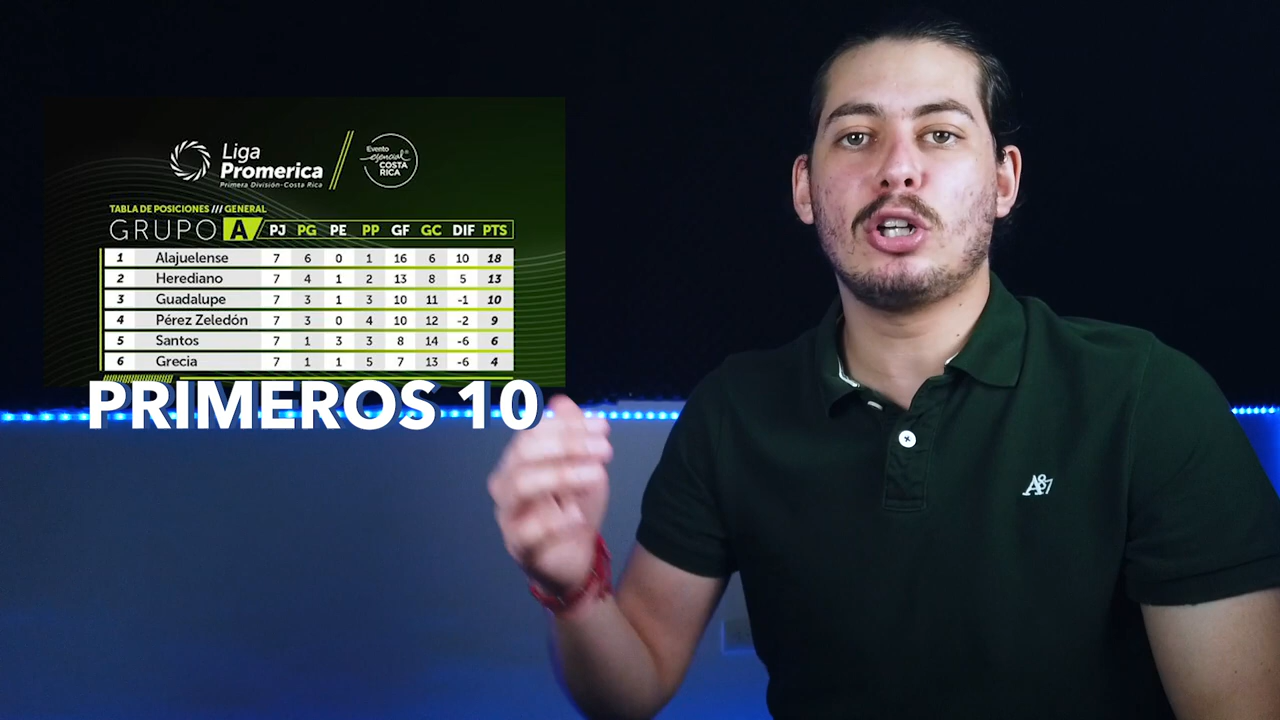 Liga
Promerica
Primera División-Costa Rica
Evento
esencial
COSTA
RICA
TABLA DE POSICIONES /// GENERAL
GRUPO A PJ PG PE PP GF GC DIF PTS
1 Alajuelense 7 6 0 1 16 6 10 18
2 Herediano 7 4 1 2 13 8 5 13
3 Guadalupe 7 3 1 3 10 11 -1 10
4 Pérez Zeledón 7 3 0 4 10 12 -2 9
5 Santos 7 1 3 3 8 14 -6 6
6 Grecia 7 1 1 5 7 13 -6 4
PRIMEROS 10
A87